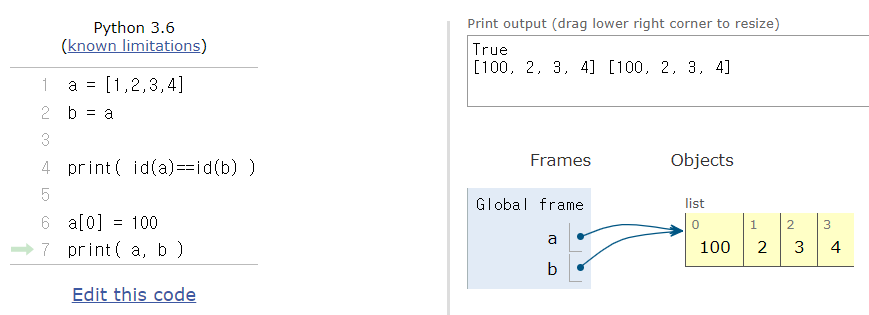 Python 3.6
(known limitations)
1 a = [1,2,3,4]
2 b = a
3
4 print( id(a)==id(b) )
5
6 a[0] = 100
7 print( a, b )
Edit this code
Print output (drag lower right corner to resize)
True
[100, 2, 3, 4] [100, 2, 3, 4]
Frames
Objects
Global frame
a
b
list
0 1 2 3
100 2 3 4